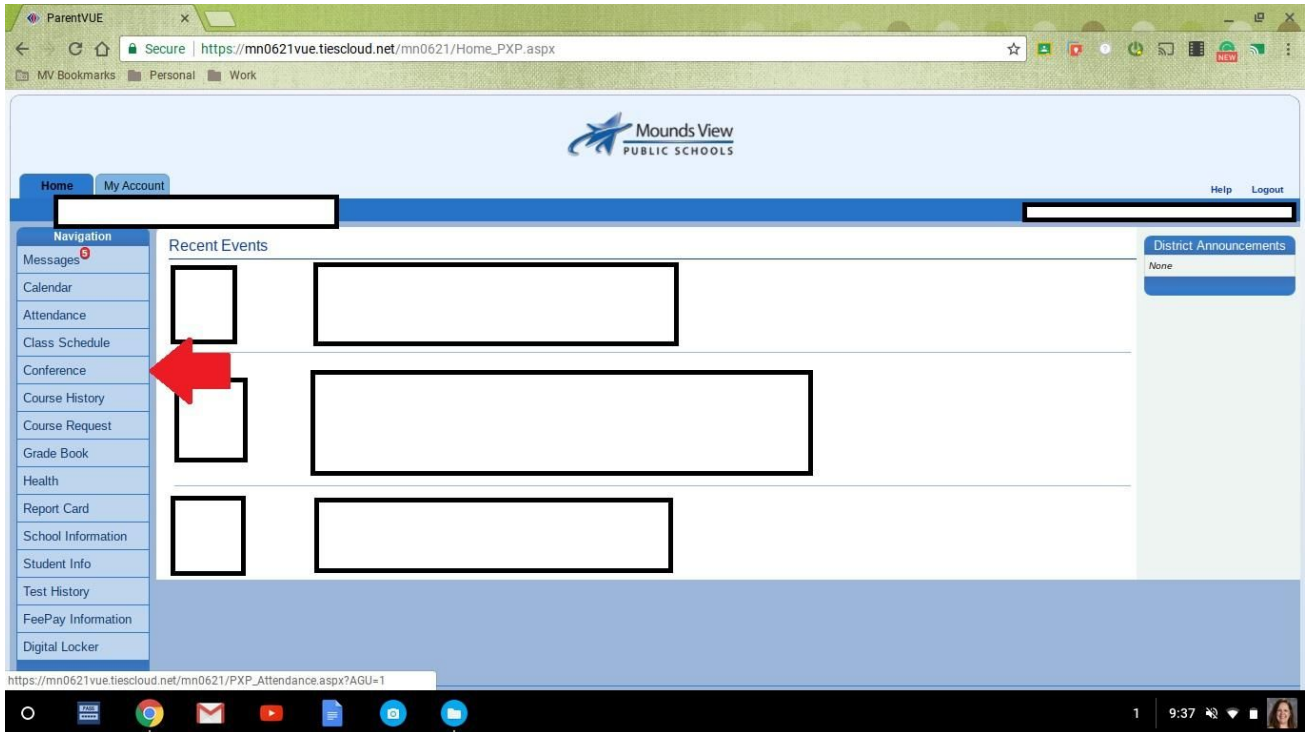 ParentVUE
Secure | https://mn0621vue.tiescloud.net/mn0621/Home_PXP.aspx
NEW
MV Bookmarks Personal Work
Mounds View
PUBLIC SCHOOLS
Home My Account
Help Logout
Navigation
Messages 5
Calendar
Attendance
Class Schedule
Conference
Course History
Course Request
Grade Book
Health
Report Card
School Information
Student Info
Test History
FeePay Information
Digital Locker
Recent Events
District Announcements
None
https://mn0621vue.tiescloud.net/mn0621/PXP_Attendance.aspx?AGU=1
1 9:37